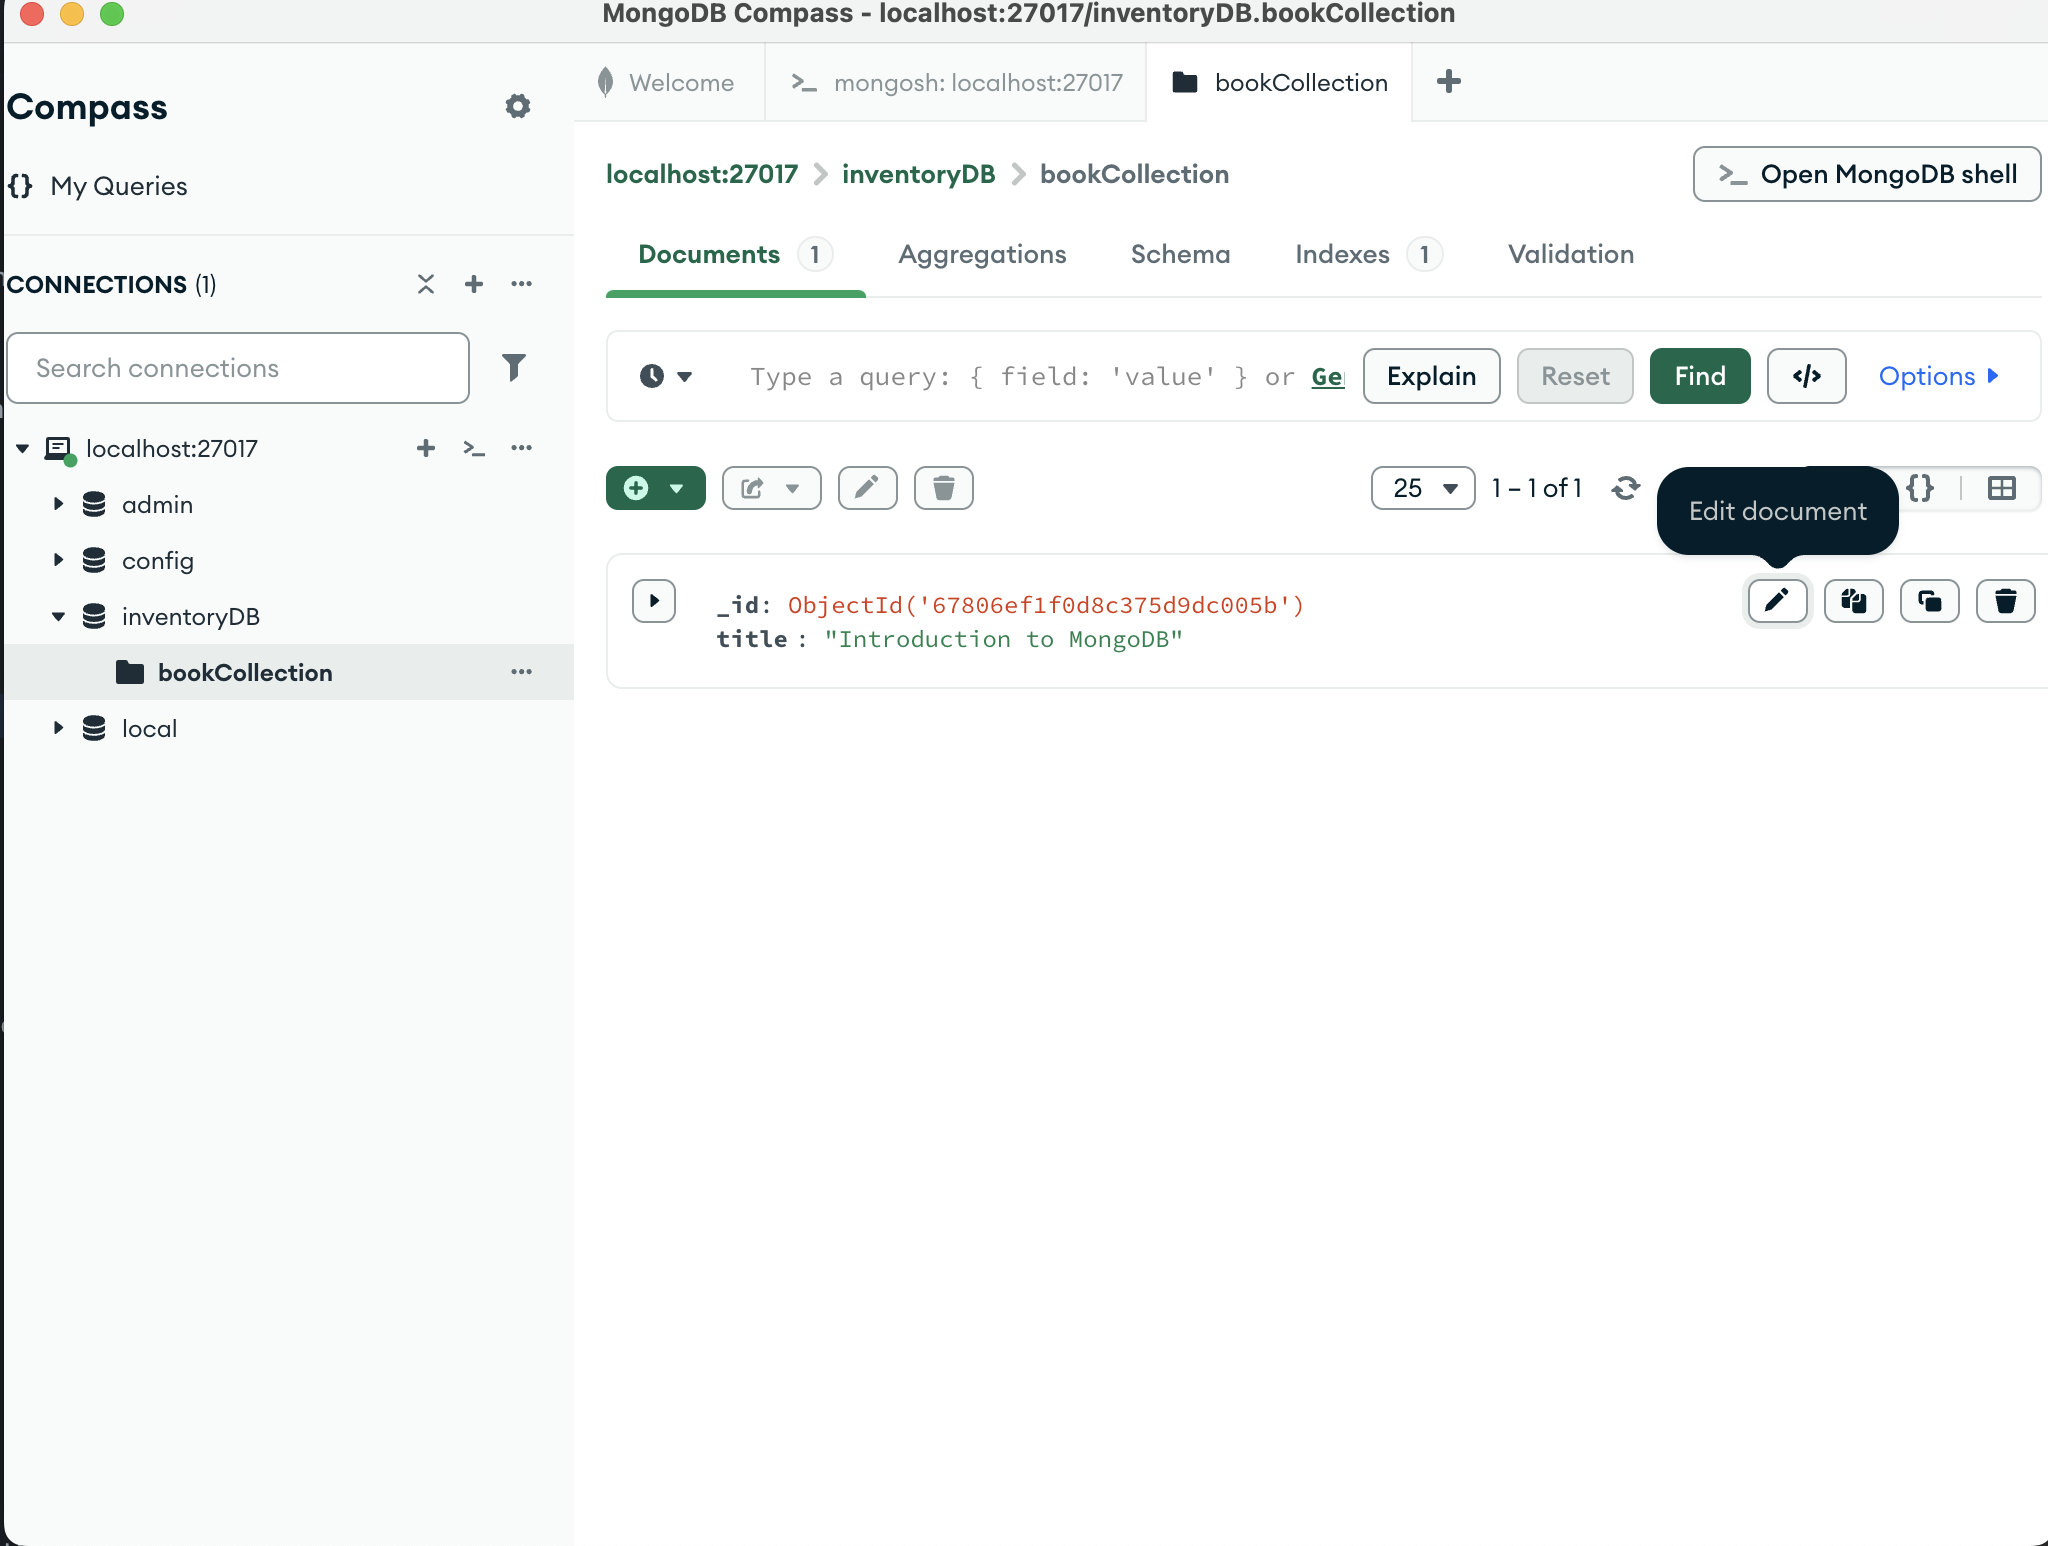 MongoDB Compass - localhost:27017/inventoryDB.bookCollection
Compass
My Queries
CONNECTIONS (1)
Search connections
localhost:27017
admin
config
inventoryDB
bookCollection
local
Welcome
mongosh: localhost:27017
bookCollection
localhost:27017 > inventoryDB > bookCollection
>_ Open MongoDB shell
Documents 1
Aggregations
Schema
Indexes 1
Validation
Type a query: { field: 'value' } or Ge
Explain
Reset
Find
</>
Options
25
1 – 1 of 1
{}
Edit document
_id: ObjectId('67806ef1f0d8c375d9dc005b')
title : "Introduction to MongoDB"